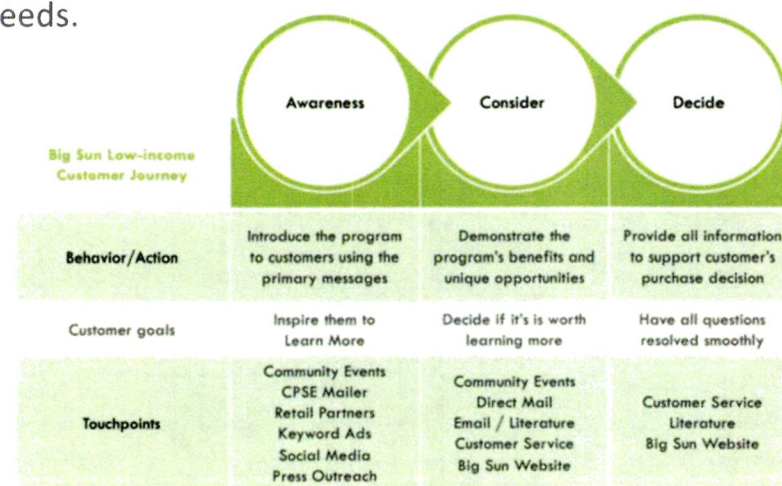 eeds.
Awareness
Consider
Decide
Big Sun Low-income
Customer Journey
Behavior/Action
Introduce the program
to customers using the
primary messages
Demonstrate the
program's benefits and
unique opportunities
Provide all information
to support customer's
purchase decision
Customer goals
Inspire them to
Learn More
Decide if it's is worth
learning more
Have all questions
resolved smoothly
Touchpoints
Community Events
CPSE Mailer
Retail Partners
Keyword Ads
Social Media
Press Outreach
Community Events
Direct Mail
Email / Literature
Customer Service
Big Sun Website
Customer Service
Literature
Big Sun Website